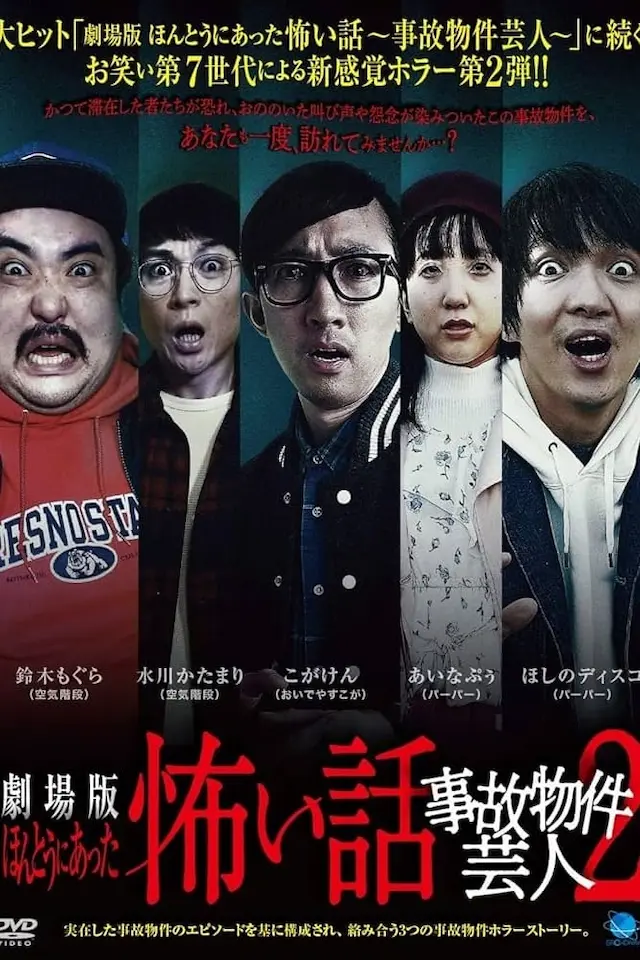 大ヒット「劇場版 ほんとうにあった怖い話～事故物件芸人～」に続く
お笑い第7世代による新感覚ホラー第2弾!!
かつて滞在した者たちが恐れ、おののいた叫び声や怨念が染みついたこの事故物件を、
あなたも一度、訪れてみませんか…?
RESNO STA
鈴木もぐら
(空気階段)
水川かたまり
(空気階段)
こがけん
(おいでやすこが)
あいなぷぅ
(パーパー)
ほしのディスコ
(パーパー)
劇場版
ほんとうにあった
怖い話
事故物件
芸人2
DVD
VIDEO
実在した事故物件のエピソードを基に構成され、絡み合う3つの事故物件ホラーストーリー。